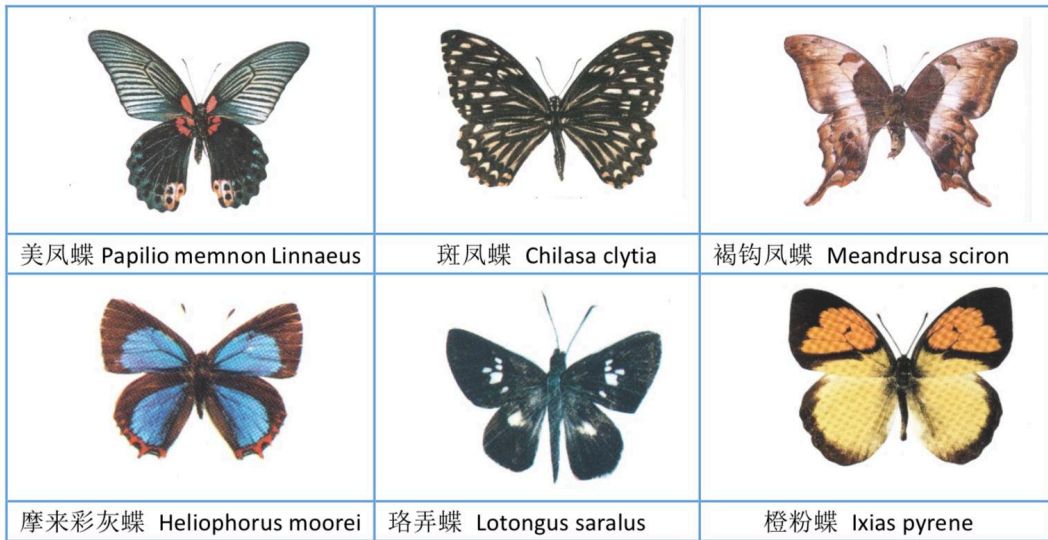 美凤蝶 Papilio memnon Linnaeus
斑凤蝶 Chilasa clytia
褐钩凤蝶 Meandrusa sciron
摩来彩灰蝶 Heliophorus moorei
珞弄蝶 Lotongus saralus
橙粉蝶 Ixias pyrene